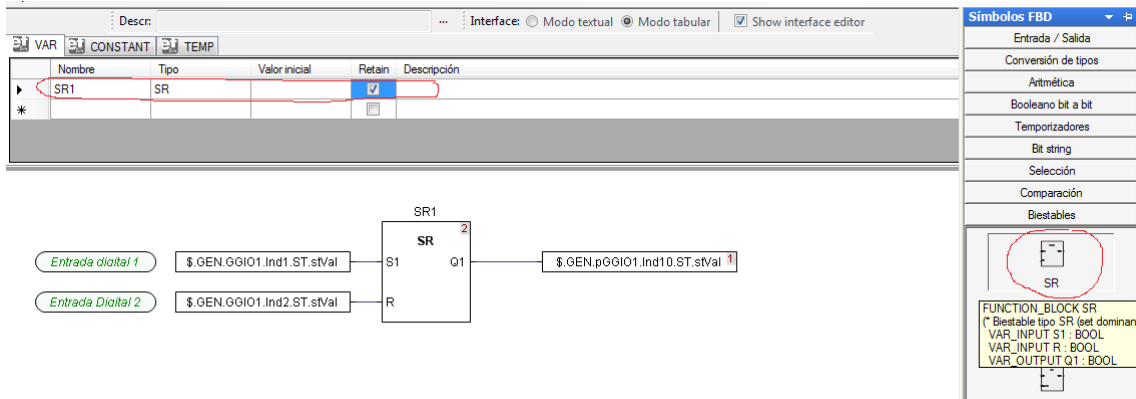 Descr: ... Interface: Modo textual Modo tabular Show interface editor
VAR CONSTANT TEMP
Nombre Tipo Valor inicial Retain Descripción
SR1 SR
SR1
2
SR
Entrada digital 1 $.GEN.GGIO1.Ind1.ST.stVal S1 Q1 $.GEN.pGGIO1.Ind10.ST.stVal 1
Entrada Digital 2 $.GEN.GGIO1.Ind2.ST.stVal R
Símbolos FBD
Entrada / Salida
Conversión de tipos
Aritmética
Booleano bit a bit
Temporizadores
Bit string
Selección
Comparación
Biestables
SR
FUNCTION_BLOCK SR
(* Biestable tipo SR (set dominan
VAR_INPUT S1 : BOOL
VAR_INPUT R : BOOL
VAR_OUTPUT Q1 : BOOL